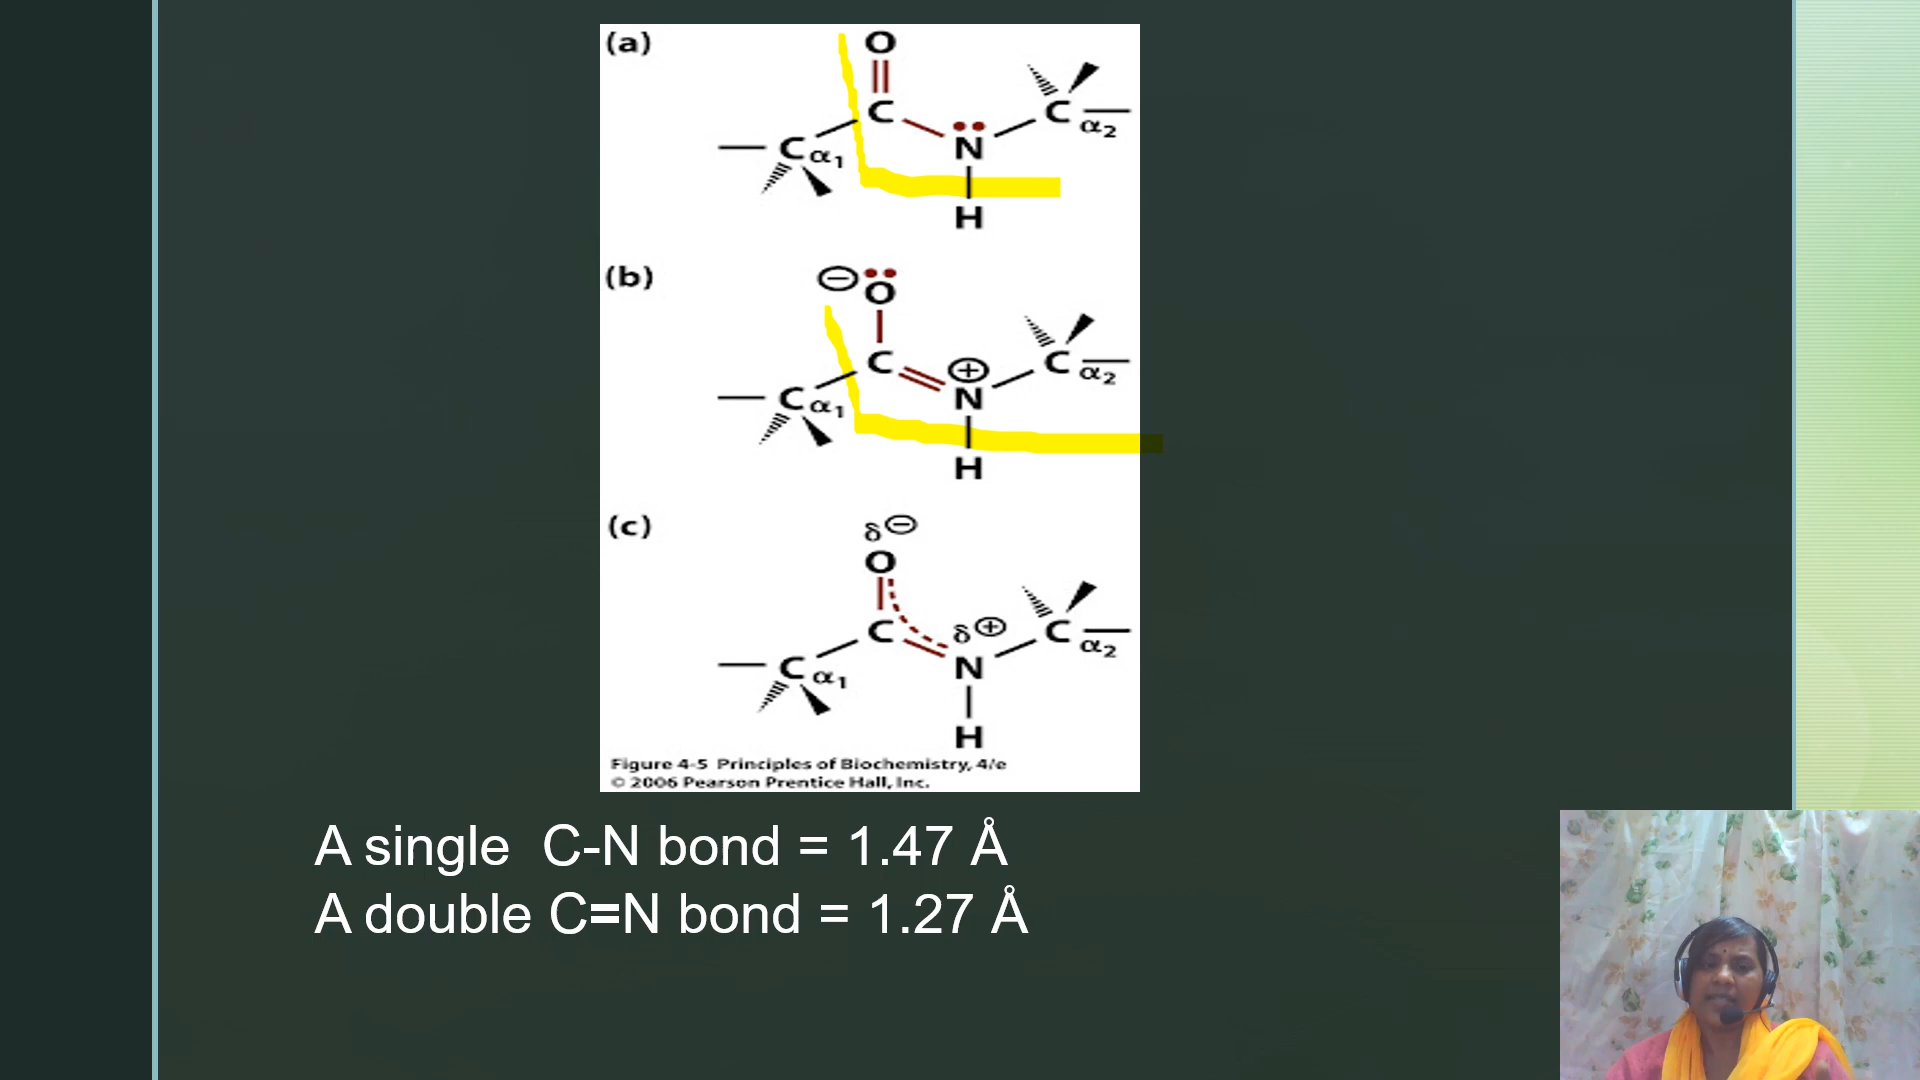 (a)
O
C
N
C α2
C α1
H
(b)
⊖ O
C
⊕
N
C α2
C α1
H
(c)
δ⊖
O
C
δ⊕
N
C α2
C α1
H
Figure 4-5 Principles of Biochemistry, 4/e
© 2006 Pearson Prentice Hall, Inc.
A single C-N bond = 1.47 Å
A double C=N bond = 1.27 Å